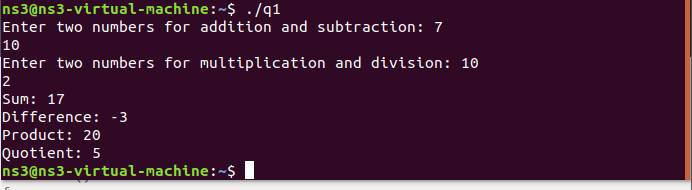 ns3@ns3-virtual-machine:~$ ./q1
Enter two numbers for addition and subtraction: 7
10
Enter two numbers for multiplication and division: 10
2
Sum: 17
Difference: -3
Product: 20
Quotient: 5
ns3@ns3-virtual-machine:~$